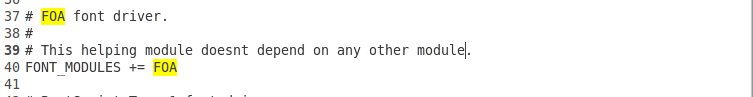 37 # FOA font driver.
38 #
39 # This helping module doesnt depend on any other module.
40 FONT_MODULES += FOA
41